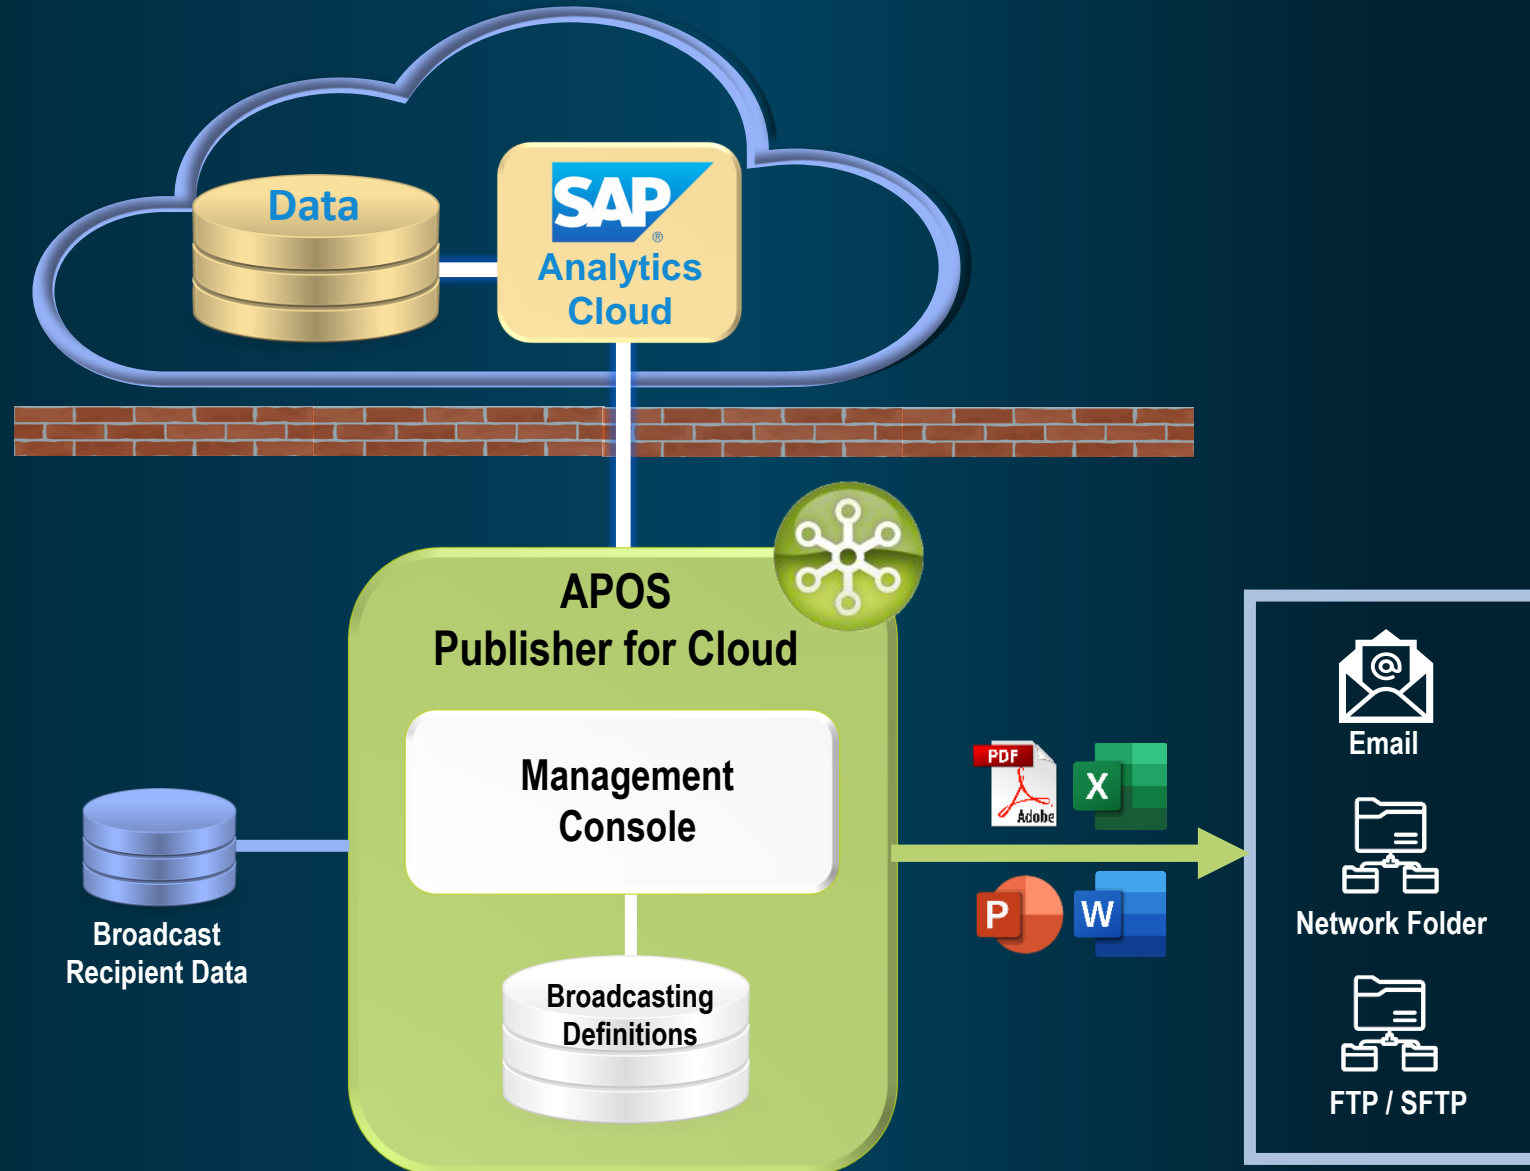 Data
SAP
®
Analytics
Cloud
APOS
Publisher for Cloud
Management
Console
Broadcasting
Definitions
Broadcast
Recipient Data
PDF
Adobe
X
P
W
@
Email
Network Folder
FTP / SFTP